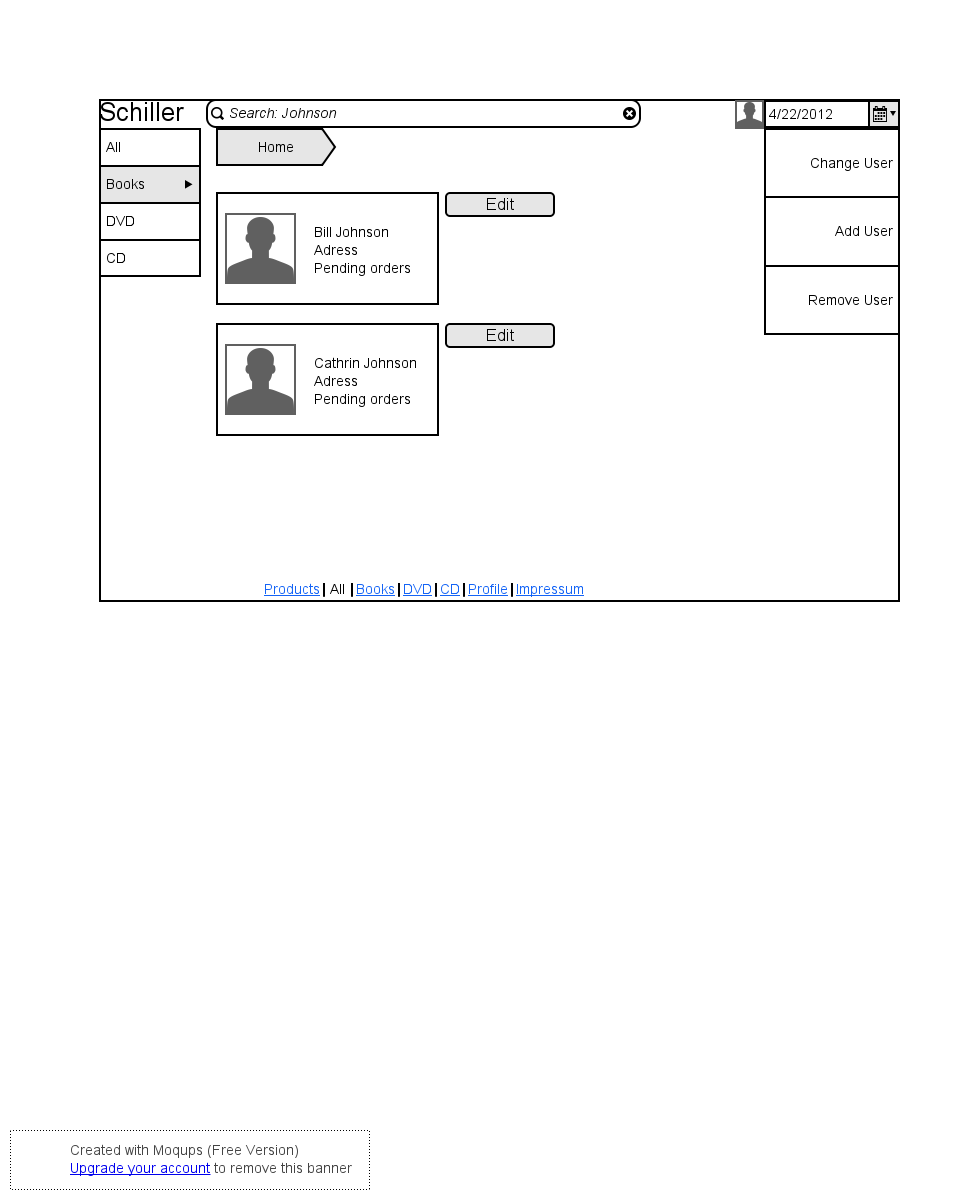 Schiller
Search: Johnson
4/22/2012
All
Books
DVD
CD
Home
Change User
Add User
Remove User
Bill Johnson
Adress
Pending orders
Edit
Cathrin Johnson
Adress
Pending orders
Edit
Products | All | Books | DVD | CD | Profile | Impressum
Created with Moqups (Free Version)
Upgrade your account to remove this banner